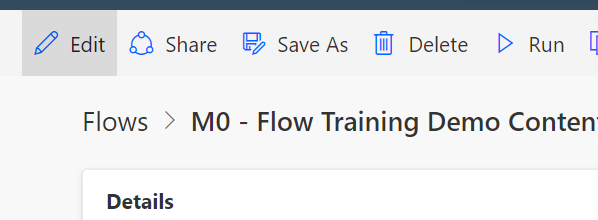 Edit Share Save As Delete Run
Flows > M0 - Flow Training Demo Conten
Details